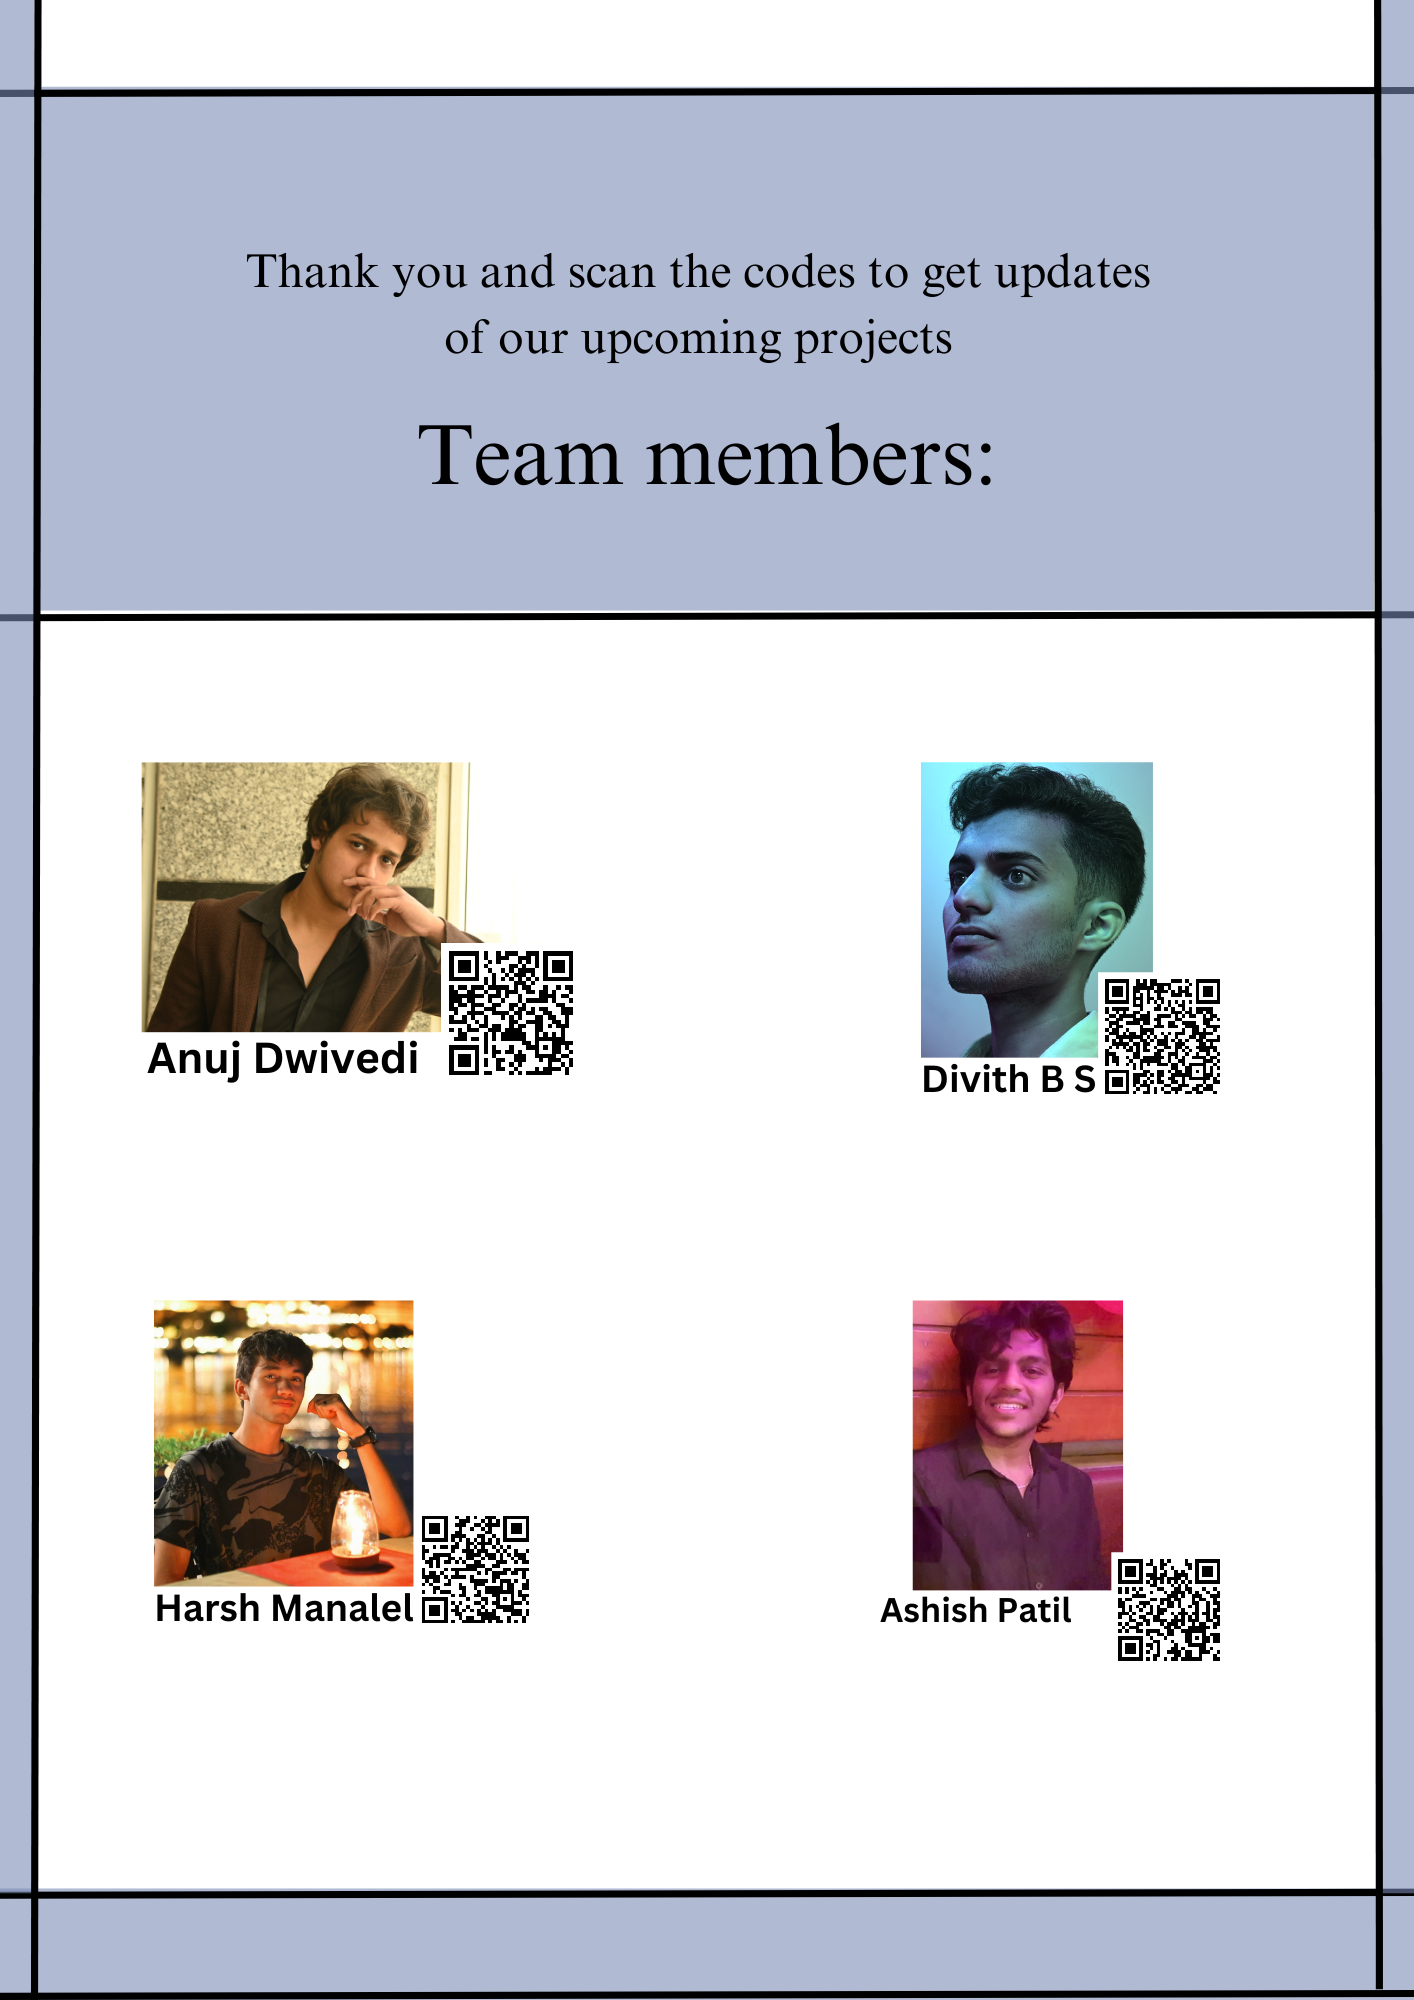 Thank you and scan the codes to get updates
of our upcoming projects
Team members:
Anuj Dwivedi
Divith B S
Harsh Manalel
Ashish Patil